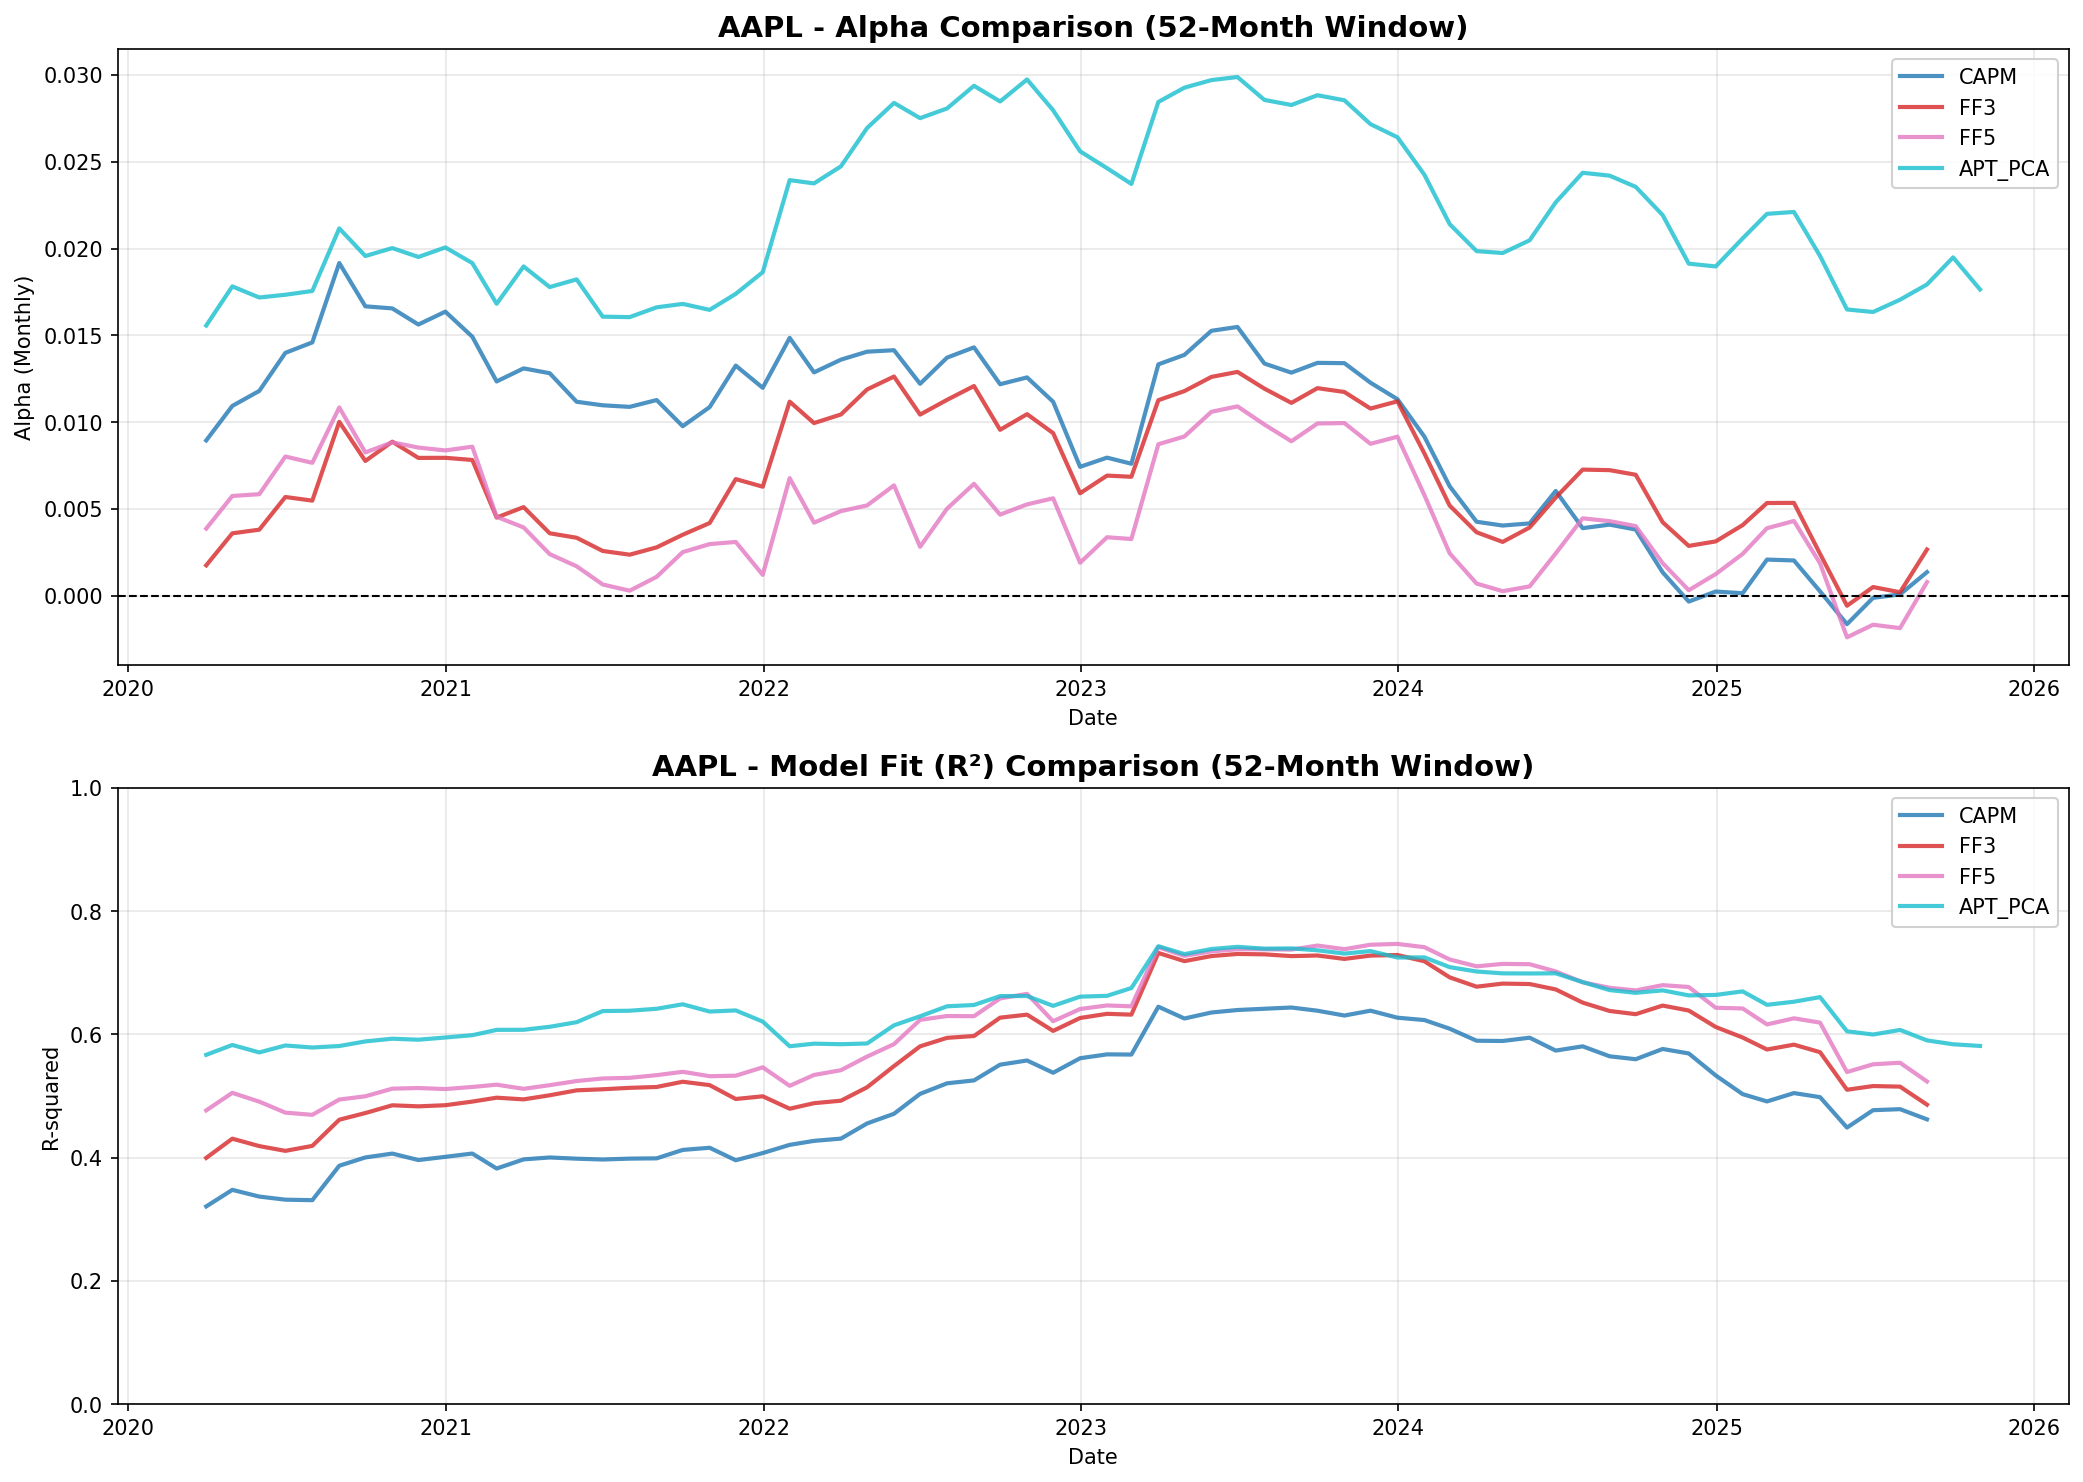 AAPL - Alpha Comparison (52-Month Window)
0.030
0.025
0.020
0.015
0.010
0.005
0.000
Alpha (Monthly)
CAPM
FF3
FF5
APT_PCA
2020 2021 2022 2023 2024 2025 2026
Date
AAPL - Model Fit (R²) Comparison (52-Month Window)
1.0
0.8
0.6
0.4
0.2
0.0
R-squared
CAPM
FF3
FF5
APT_PCA
2020 2021 2022 2023 2024 2025 2026
Date